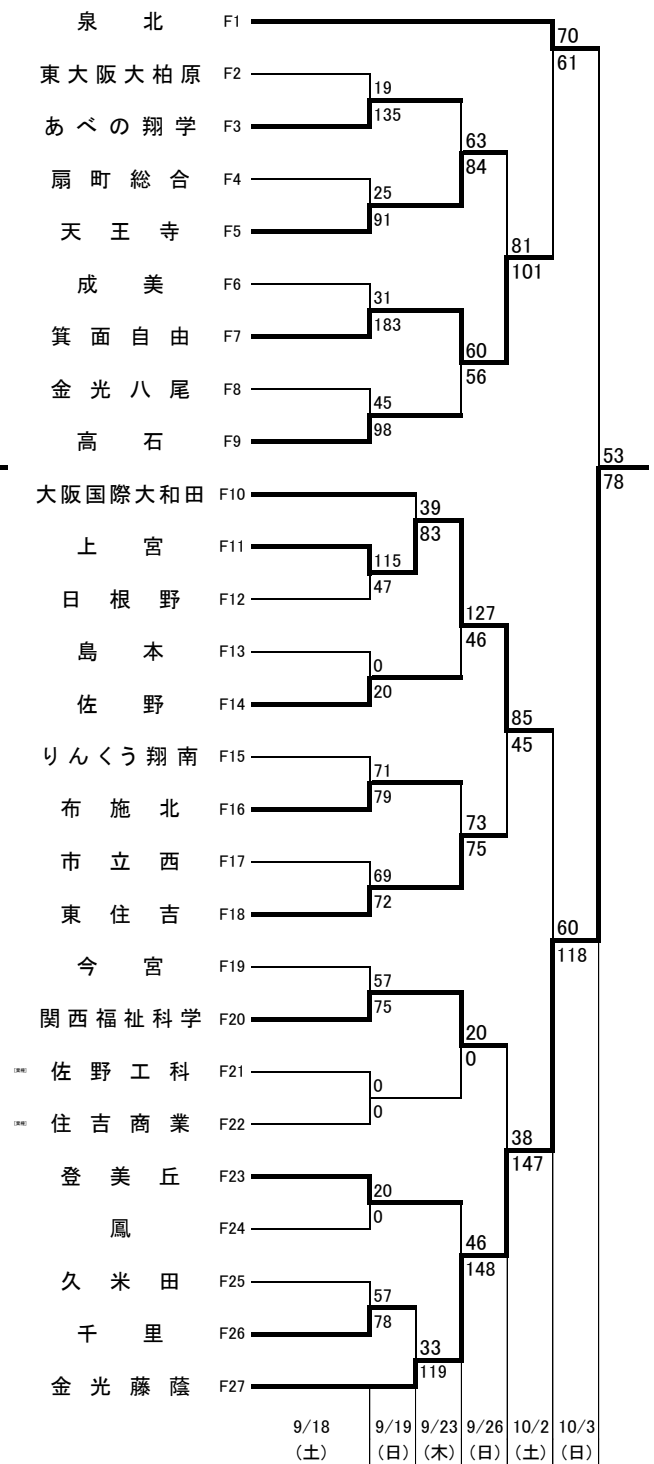 泉北 F1
70
61
東大阪大柏原 F2
19
135
あべの翔学 F3
63
84
扇町総合 F4
25
91
天王寺 F5
81
101
成美 F6
31
183
箕面自由 F7
60
56
金光八尾 F8
45
98
高石 F9
53
78
大阪国際大和田 F10
39
83
上宮 F11
115
47
日根野 F12
127
46
島本 F13
0
20
佐野 F14
85
45
りんくう翔南 F15
71
79
布施北 F16
73
75
市立西 F17
69
72
東住吉 F18
60
118
今宮 F19
57
75
関西福祉科学 F20
20
0
佐野工科 F21
0
0
住吉商業 F22
38
147
登美丘 F23
20
0
鳳 F24
46
148
久米田 F25
57
78
千里 F26
33
119
金光藤蔭 F27
9/18 9/19 9/23 9/26 10/2 10/3
（土） （日） （木） （日） （土） （日）